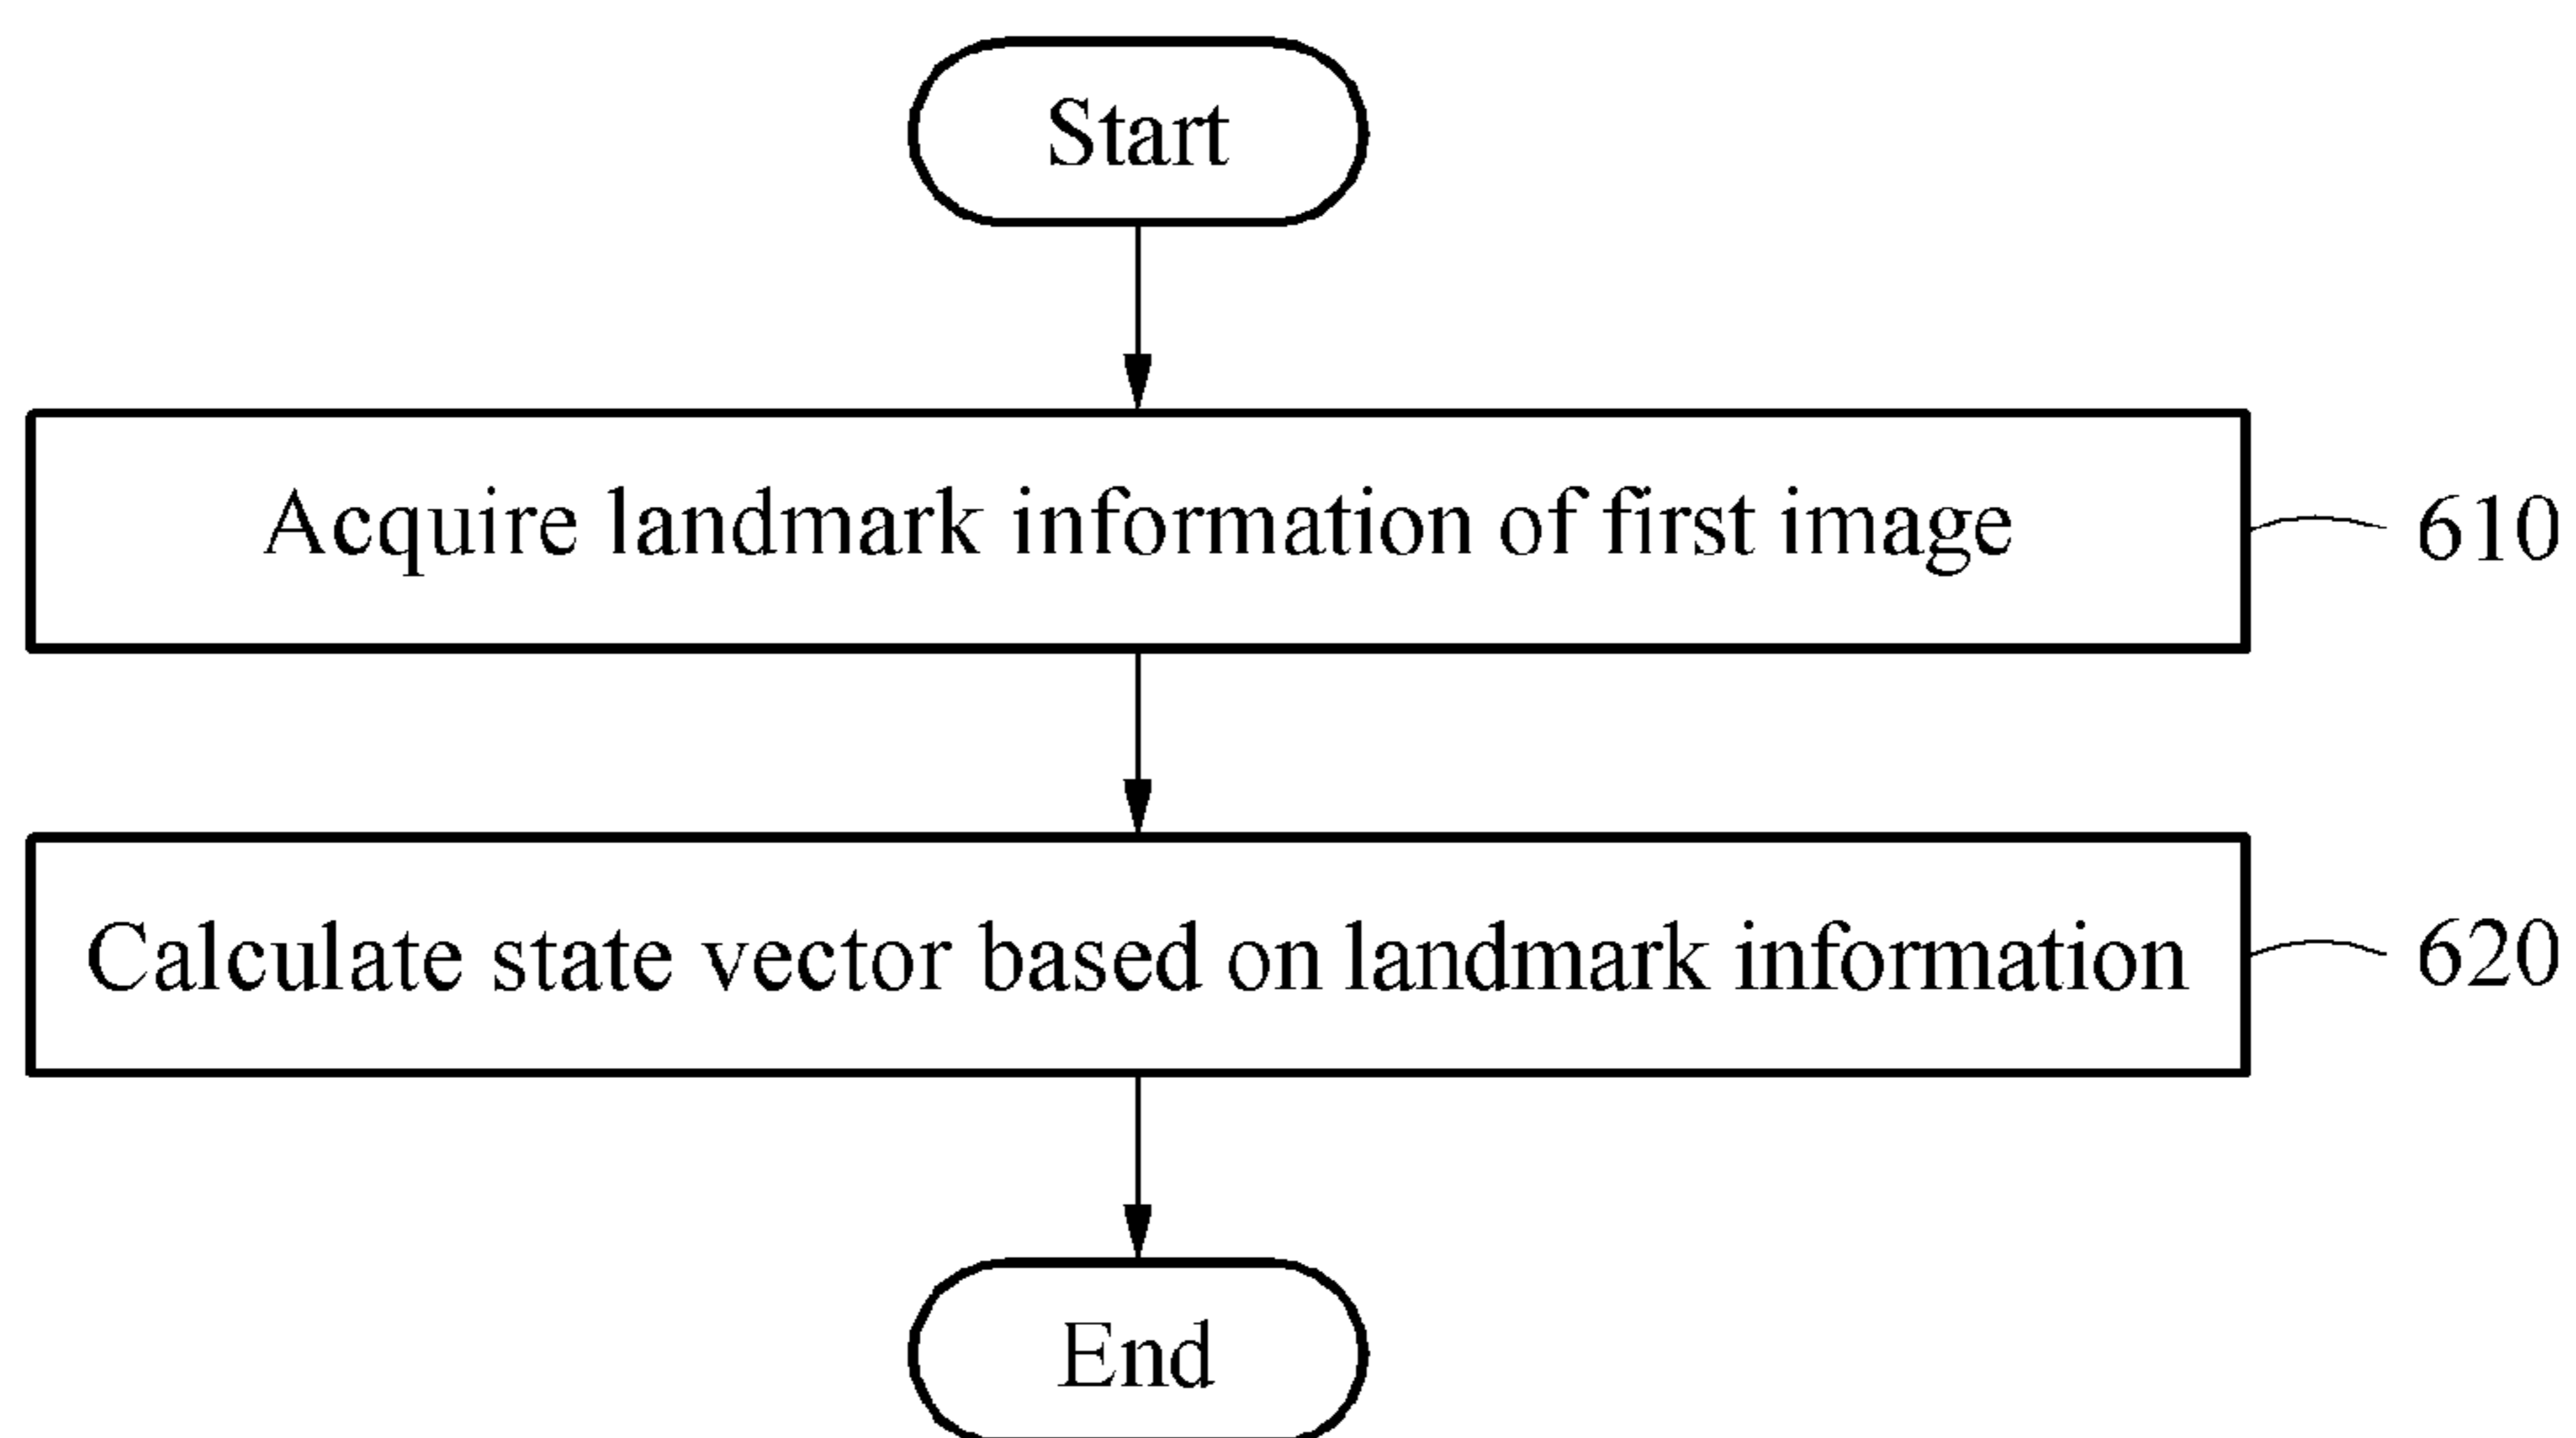 Start
Acquire landmark information of first image
610
Calculate state vector based on landmark information
620
End